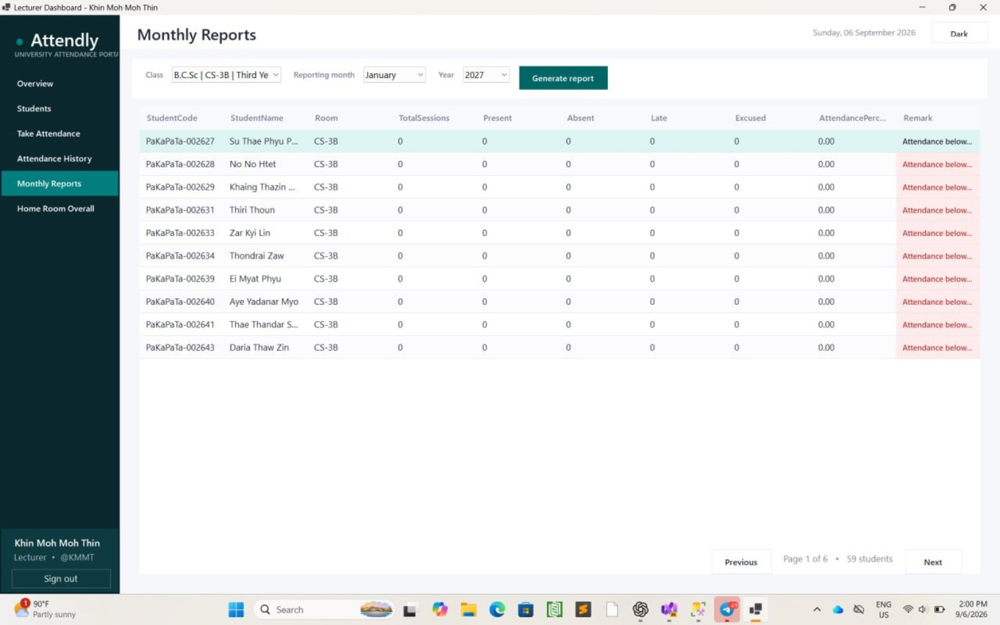 Lecturer Dashboard - Khin Moh Moh Thin
Attendly
UNIVERSITY ATTENDANCE PORTA
Overview
Students
Take Attendance
Attendance History
Monthly Reports
Home Room Overall
Khin Moh Moh Thin
Lecturer • @KMMT
Sign out
Monthly Reports
Sunday, 06 September 2026
Dark
Class B.C.Sc | CS-3B | Third Ye Reporting month January Year 2027 Generate report
StudentCode StudentName Room TotalSessions Present Absent Late Excused AttendancePerc... Remark
PaKaPaTa-002627 Su Thae Phyu P... CS-3B 0 0 0 0 0 0.00 Attendance below...
PaKaPaTa-002628 No No Htet CS-3B 0 0 0 0 0 0.00 Attendance below...
PaKaPaTa-002629 Khaing Thazin ... CS-3B 0 0 0 0 0 0.00 Attendance below...
PaKaPaTa-002631 Thiri Thoun CS-3B 0 0 0 0 0 0.00 Attendance below...
PaKaPaTa-002633 Zar Kyi Lin CS-3B 0 0 0 0 0 0.00 Attendance below...
PaKaPaTa-002634 Thondrai Zaw CS-3B 0 0 0 0 0 0.00 Attendance below...
PaKaPaTa-002639 Ei Myat Phyu CS-3B 0 0 0 0 0 0.00 Attendance below...
PaKaPaTa-002640 Aye Yadanar Myo CS-3B 0 0 0 0 0 0.00 Attendance below...
PaKaPaTa-002641 Thae Thandar S... CS-3B 0 0 0 0 0 0.00 Attendance below...
PaKaPaTa-002643 Daria Thaw Zin CS-3B 0 0 0 0 0 0.00 Attendance below...
Previous Page 1 of 6 • 59 students Next
1
90°F
Partly sunny
Search
ENG
US
2:00 PM
9/6/2026